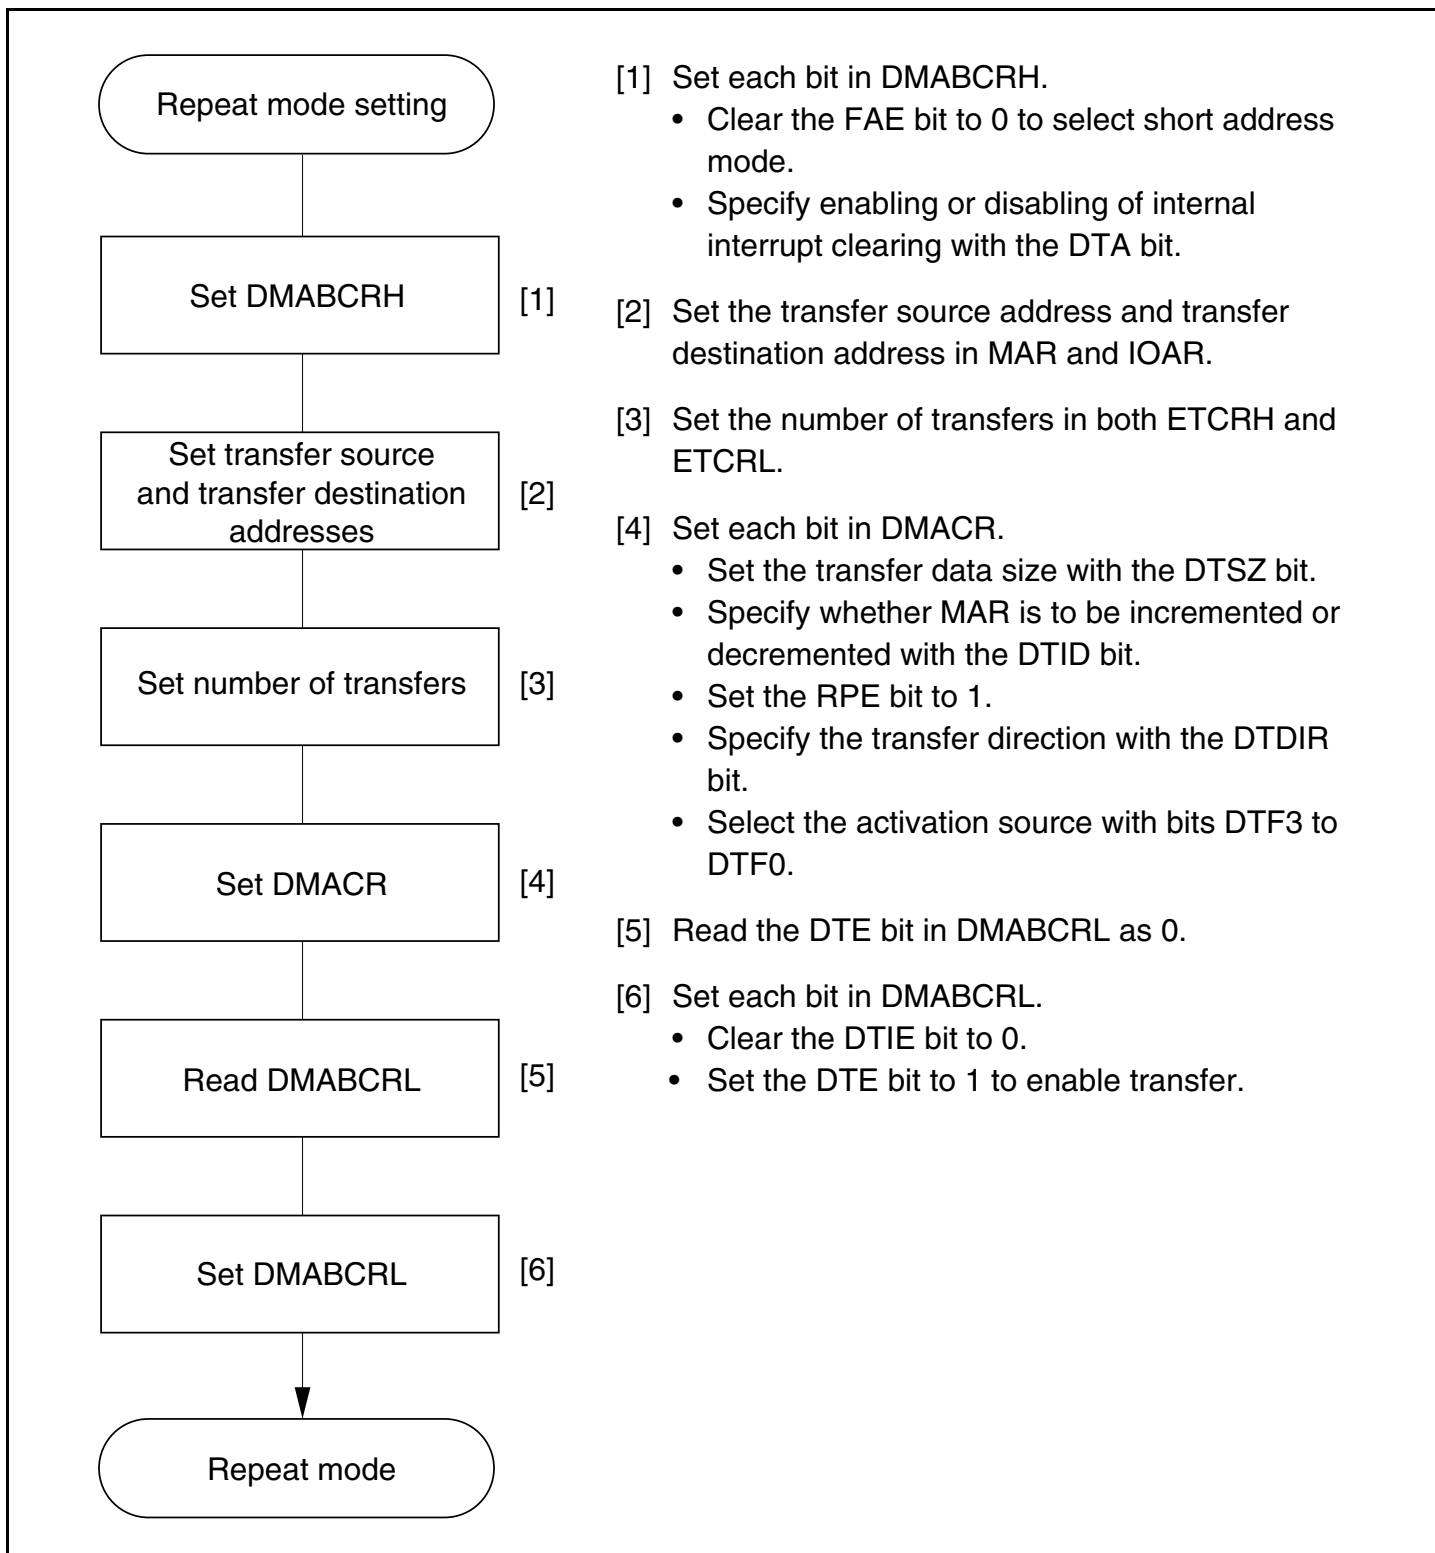 Repeat mode setting
Set DMABCRH
[1]
Set transfer source
and transfer destination
addresses
[2]
Set number of transfers
[3]
Set DMACR
[4]
Read DMABCRL
[5]
Set DMABCRL
[6]
Repeat mode
[1] Set each bit in DMABCRH.
• Clear the FAE bit to 0 to select short address
mode.
• Specify enabling or disabling of internal
interrupt clearing with the DTA bit.
[2] Set the transfer source address and transfer
destination address in MAR and IOAR.
[3] Set the number of transfers in both ETCRH and
ETCRL.
[4] Set each bit in DMACR.
• Set the transfer data size with the DTSZ bit.
• Specify whether MAR is to be incremented or
decremented with the DTID bit.
• Set the RPE bit to 1.
• Specify the transfer direction with the DTDIR
bit.
• Select the activation source with bits DTF3 to
DTF0.
[5] Read the DTE bit in DMABCRL as 0.
[6] Set each bit in DMABCRL.
• Clear the DTIE bit to 0.
• Set the DTE bit to 1 to enable transfer.